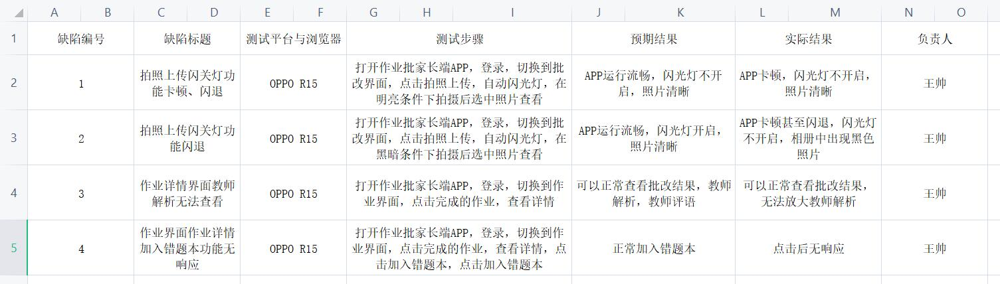 A B C D E F G H I J K L M N O
1 缺陷编号 缺陷标题 测试平台与浏览器 测试步骤 预期结果 实际结果 负责人
2
1
拍照上传闪关灯功
能卡顿、闪退
OPPO R15
打开作业批家长端APP，登录，切换到批
改界面，点击拍照上传，自动闪光灯，在
明亮条件下拍摄后选中照片查看
APP运行流畅，闪光灯不开
启，照片清晰
APP卡顿，闪光灯不开启，
照片清晰
王帅
3
2
拍照上传闪关灯功
能闪退
OPPO R15
打开作业批家长端APP，登录，切换到批
改界面，点击拍照上传，自动闪光灯，在
黑暗条件下拍摄后选中照片查看
APP运行流畅，闪光灯开启，
照片清晰
APP卡顿甚至闪退，闪光灯
不开启，相册中出现黑色
照片
王帅
4
3
作业详情界面教师
解析无法查看
OPPO R15
打开作业批家长端APP，登录，切换到作
业界面，点击完成的作业，查看详情
可以正常查看批改结果，教师
解析，教师评语
可以正常查看批改结果，
无法放大教师解析
王帅
5
4
作业界面作业详情
加入错题本功能无
响应
OPPO R15
打开作业批家长端APP，登录，切换到作
业界面，点击完成的作业，查看详情，点
击加入错题本，点击加入错题本
正常加入错题本
点击后无响应
王帅